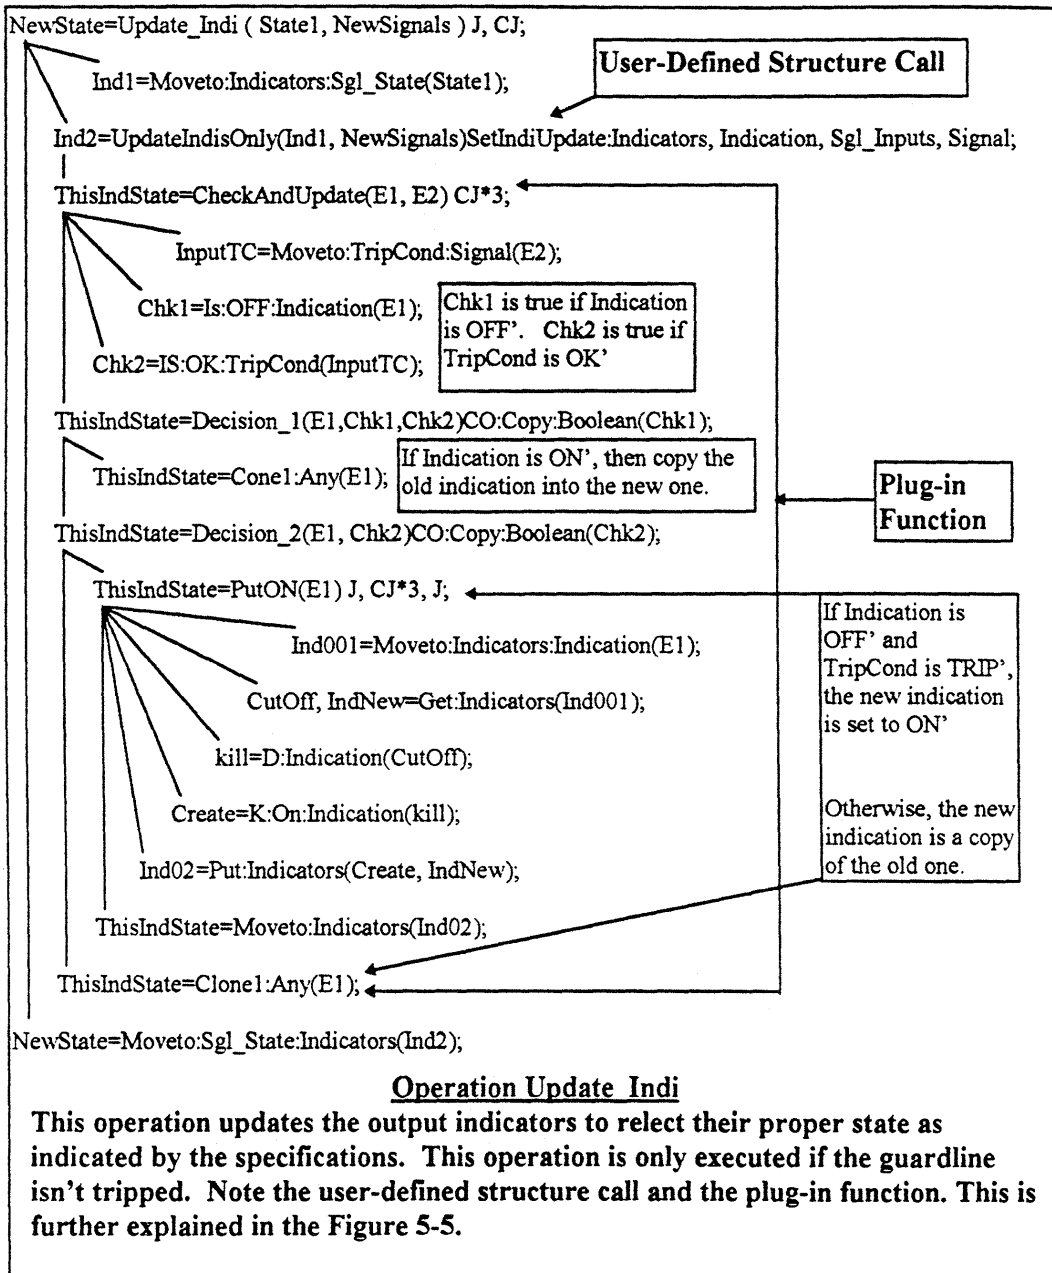 NewState=Update_Indi ( State1, NewSignals ) J, CJ;
User-Defined Structure Call
Ind1=Moveto:Indicators:Sgl_State(State1);
Ind2=UpdateIndisOnly(Ind1, NewSignals)SetIndiUpdate:Indicators, Indication, Sgl_Inputs, Signal;
ThisIndState=CheckAndUpdate(E1, E2) CJ*3;
InputTC=Moveto:TripCond:Signal(E2);
Chk1=Is:OFF:Indication(E1);
Chk2=IS:OK:TripCond(InputTC);
Chk1 is true if Indication
is OFF’.   Chk2 is true if
TripCond is OK’
ThisIndState=Decision_1(E1,Chk1,Chk2)CO:Copy:Boolean(Chk1);
ThisIndState=Cone1:Any(E1);
If Indication is ON’, then copy the
old indication into the new one.
Plug-in
Function
ThisIndState=Decision_2(E1, Chk2)CO:Copy:Boolean(Chk2);
ThisIndState=PutON(E1) J, CJ*3, J;
Ind001=Moveto:Indicators:Indication(E1);
CutOff, IndNew=Get:Indicators(Ind001);
kill=D:Indication(CutOff);
Create=K:On:Indication(kill);
Ind02=Put:Indicators(Create, IndNew);
ThisIndState=Moveto:Indicators(Ind02);
If Indication is
OFF’ and
TripCond is TRIP’,
the new indication
is set to ON’
Otherwise, the new
indication is a copy
of the old one.
ThisIndState=Clone1:Any(E1);
NewState=Moveto:Sgl_State:Indicators(Ind2);
Operation Update_Indi
This operation updates the output indicators to relect their proper state as
indicated by the specifications.  This operation is only executed if the guardline
isn’t tripped.  Note the user-defined structure call and the plug-in function. This is
further explained in the Figure 5-5.